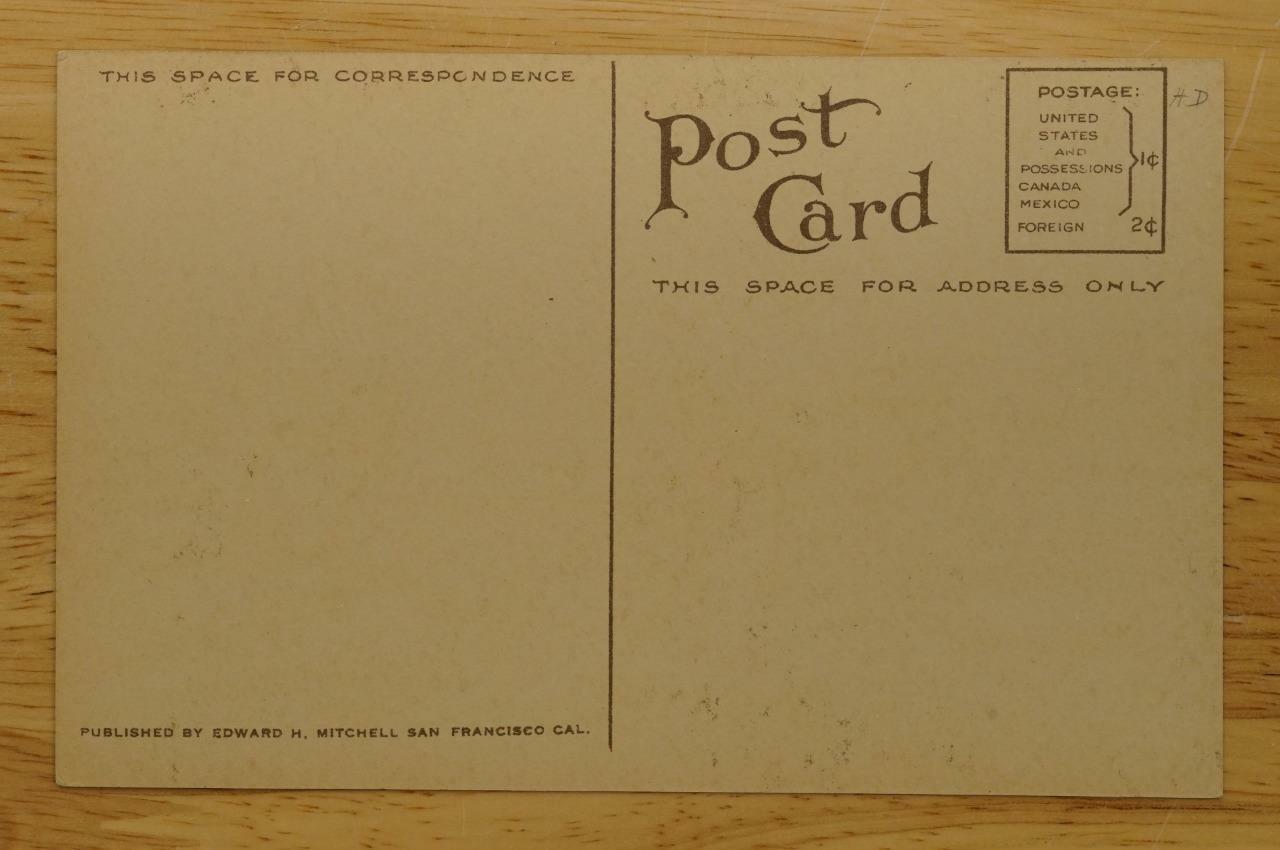 THIS SPACE FOR CORRESPONDENCE
Post
Card
POSTAGE:
UNITED
STATES
AND
POSSESSIONS
CANADA
MEXICO
1¢
FOREIGN 2¢
HD
THIS SPACE FOR ADDRESS ONLY
PUBLISHED BY EDWARD H. MITCHELL SAN FRANCISCO CAL.